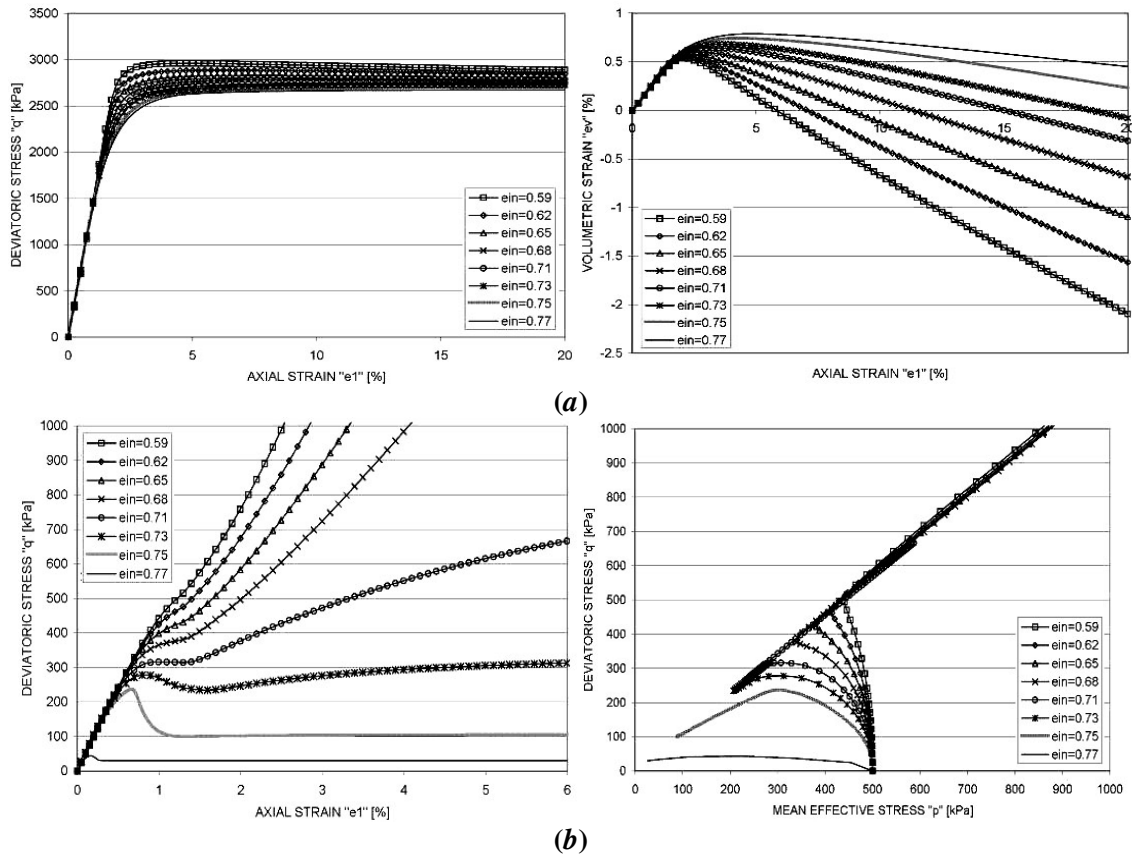 DEVIATORIC STRESS "q" [kPa]
3500
3000
2500
2000
1500
1000
500
0
0 5 10 15 20
AXIAL STRAIN "e1" [%]
ein=0.59
ein=0.62
ein=0.65
ein=0.68
ein=0.71
ein=0.73
ein=0.75
ein=0.77
VOLUMETRIC STRAIN "ev" [%]
1
0.5
0
-0.5
-1
-1.5
-2
-2.5
0 5 10 15 20
AXIAL STRAIN "e1" [%]
ein=0.59
ein=0.62
ein=0.65
ein=0.68
ein=0.71
ein=0.73
ein=0.75
ein=0.77
(a)
DEVIATORIC STRESS "q" [kPa]
1000
900
800
700
600
500
400
300
200
100
0
0 1 2 3 4 5 6
AXIAL STRAIN "e1" [%]
ein=0.59
ein=0.62
ein=0.65
ein=0.68
ein=0.71
ein=0.73
ein=0.75
ein=0.77
DEVIATORIC STRESS "q" [kPa]
1000
900
800
700
600
500
400
300
200
100
0
0 100 200 300 400 500 600 700 800 900 1000
MEAN EFFECTIVE STRESS "p" [kPa]
ein=0.59
ein=0.62
ein=0.65
ein=0.68
ein=0.71
ein=0.73
ein=0.75
ein=0.77
(b)